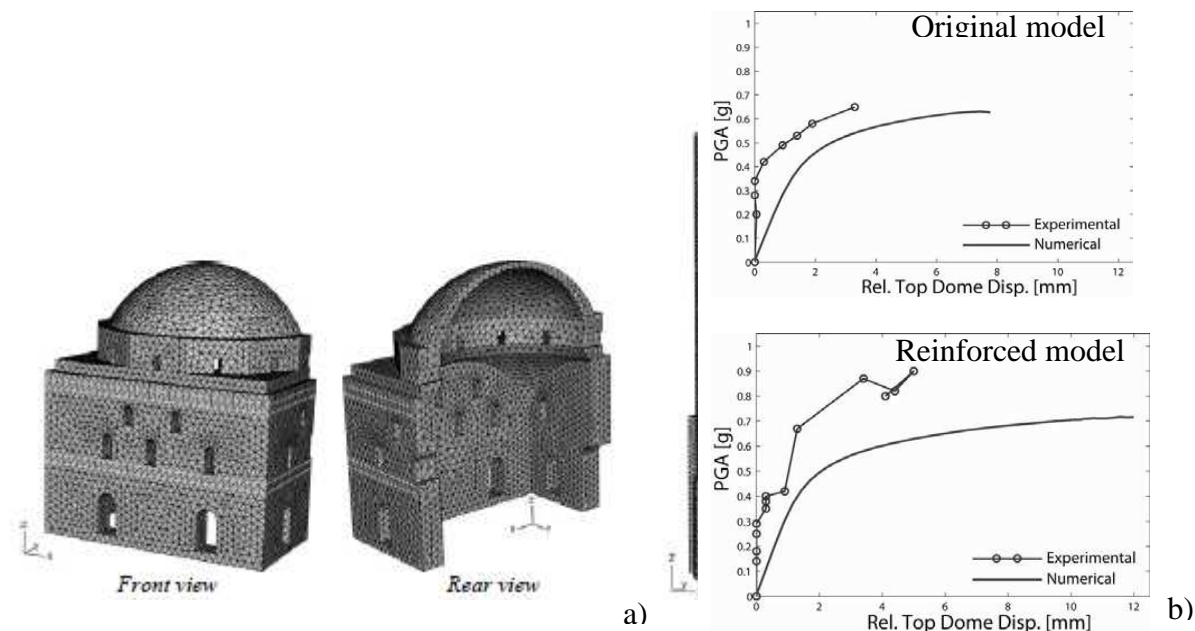 Front view
Rear view
a)
Original model
1
0.9
0.8
0.7
0.6
0.5
0.4
0.3
0.2
0.1
0
PGA [g]
Experimental
Numerical
0 2 4 6 8 10 12
Rel. Top Dome Disp. [mm]
Reinforced model
1
0.9
0.8
0.7
0.6
0.5
0.4
0.3
0.2
0.1
0
PGA [g]
Experimental
Numerical
0 2 4 6 8 10 12
Rel. Top Dome Disp. [mm]
b)